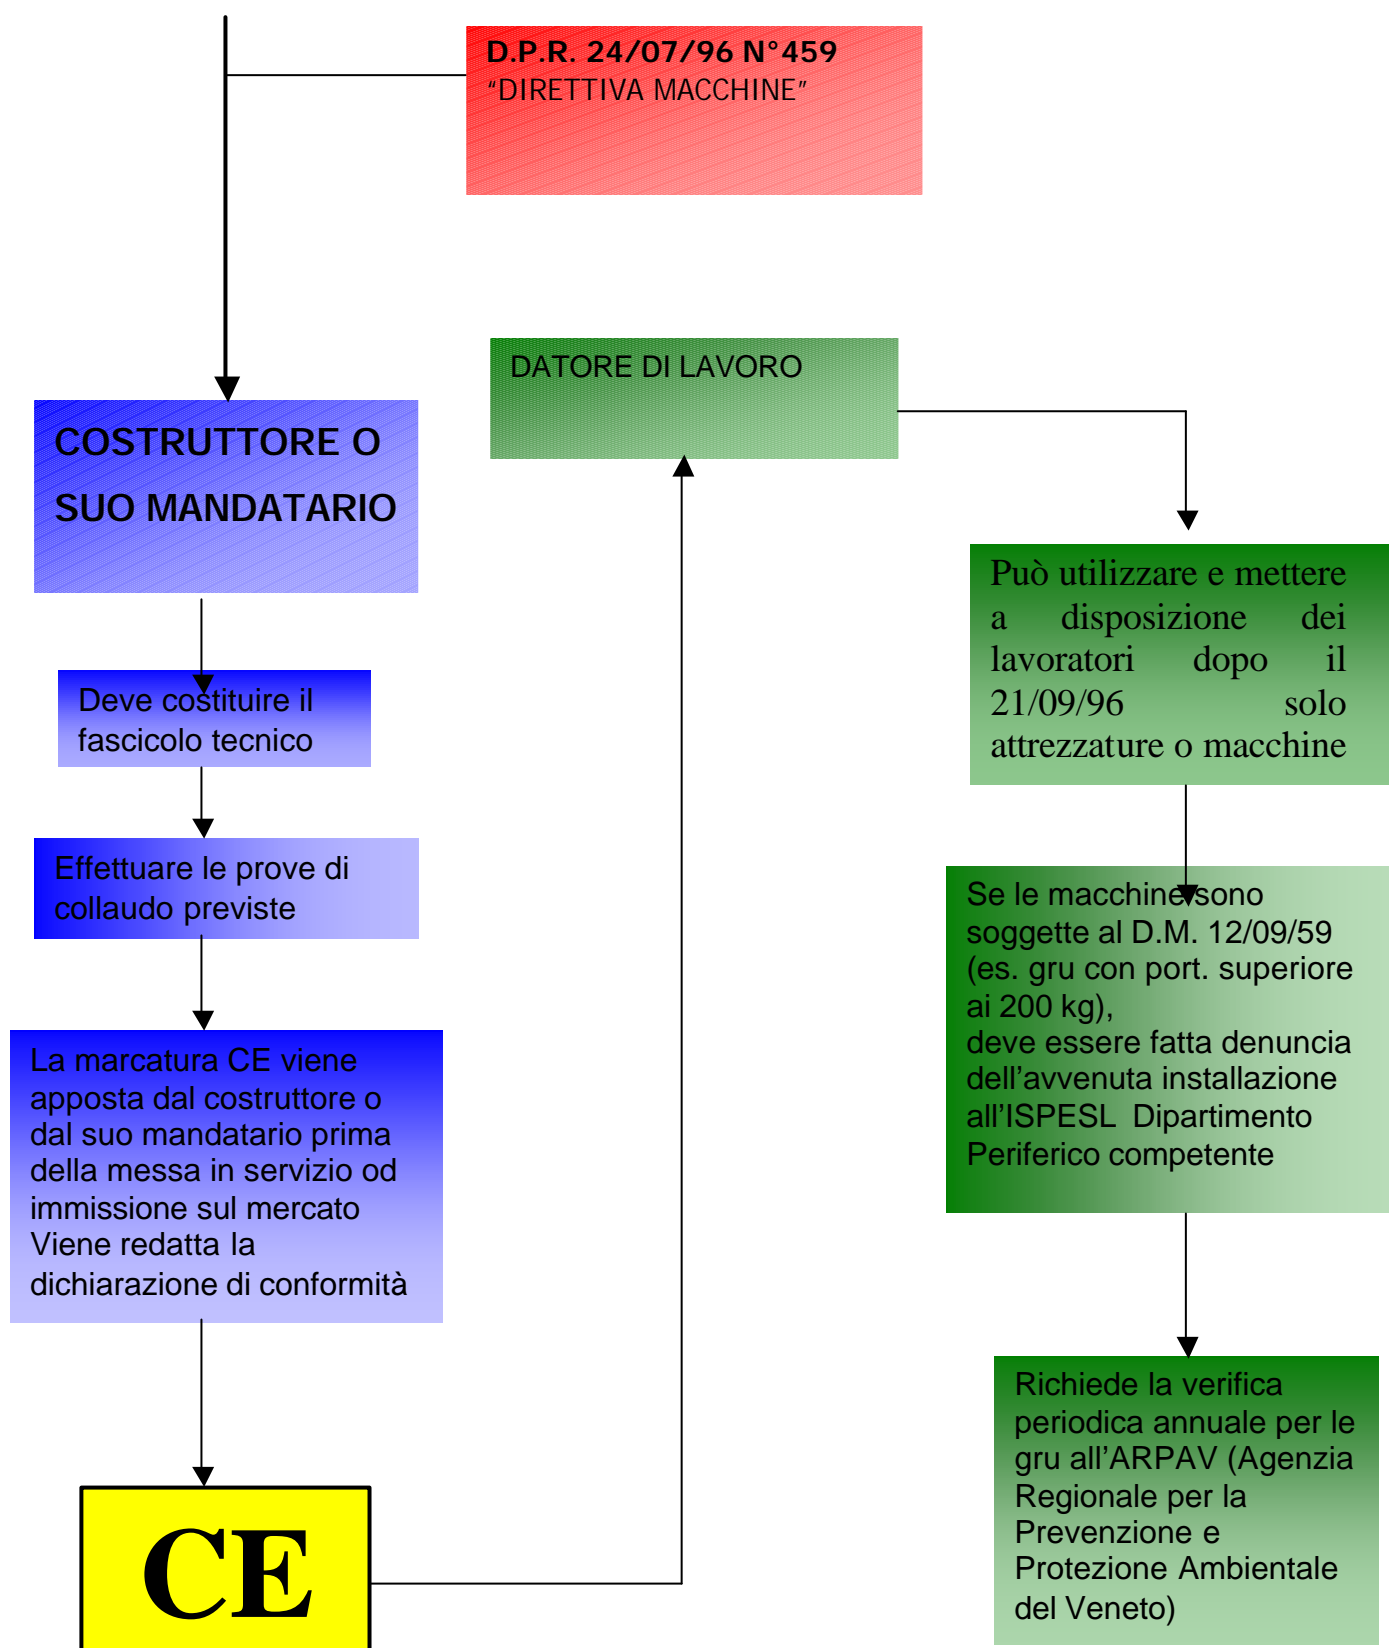 D.P.R. 24/07/96 N°459
“DIRETTIVA MACCHINE”
COSTRUTTORE O
SUO MANDATARIO
Deve costituire il
fascicolo tecnico
Effettuare le prove di
collaudo previste
La marcatura CE viene
apposta dal costruttore o
dal suo mandatario prima
della messa in servizio od
immissione sul mercato
Viene redatta la
dichiarazione di conformità
CE
DATORE DI LAVORO
Può utilizzare e mettere
a disposizione dei
lavoratori dopo il
21/09/96 solo
attrezzature o macchine
Se le macchine sono
soggette al D.M. 12/09/59
(es. gru con port. superiore
ai 200 kg),
deve essere fatta denuncia
dell’avvenuta installazione
all’ISPESL Dipartimento
Periferico competente
Richiede la verifica
periodica annuale per le
gru all’ARPAV (Agenzia
Regionale per la
Prevenzione e
Protezione Ambientale
del Veneto)